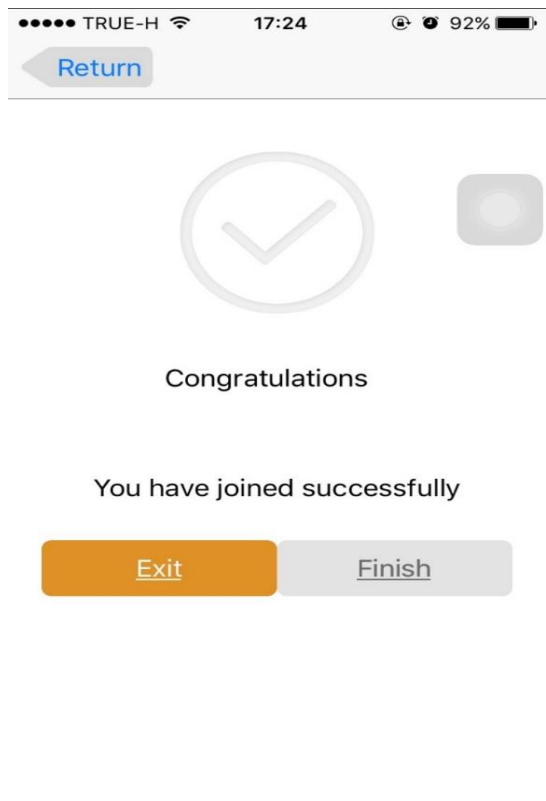 TRUE-H 17:24 92%
Return
Congratulations
You have joined successfully
Exit Finish